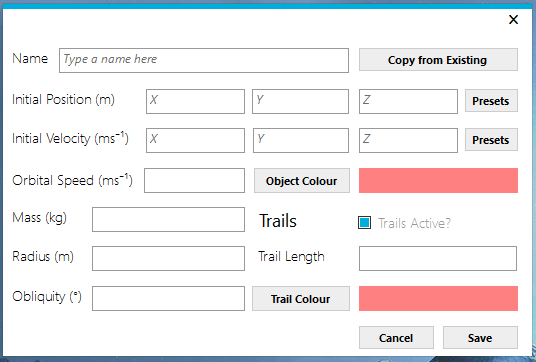 Name Type a name here Copy from Existing
Initial Position (m) X Y Z Presets
Initial Velocity (ms⁻¹) X Y Z Presets
Orbital Speed (ms⁻¹) Object Colour
Mass (kg) Trails Trails Active?
Radius (m) Trail Length
Obliquity (°) Trail Colour
Cancel Save